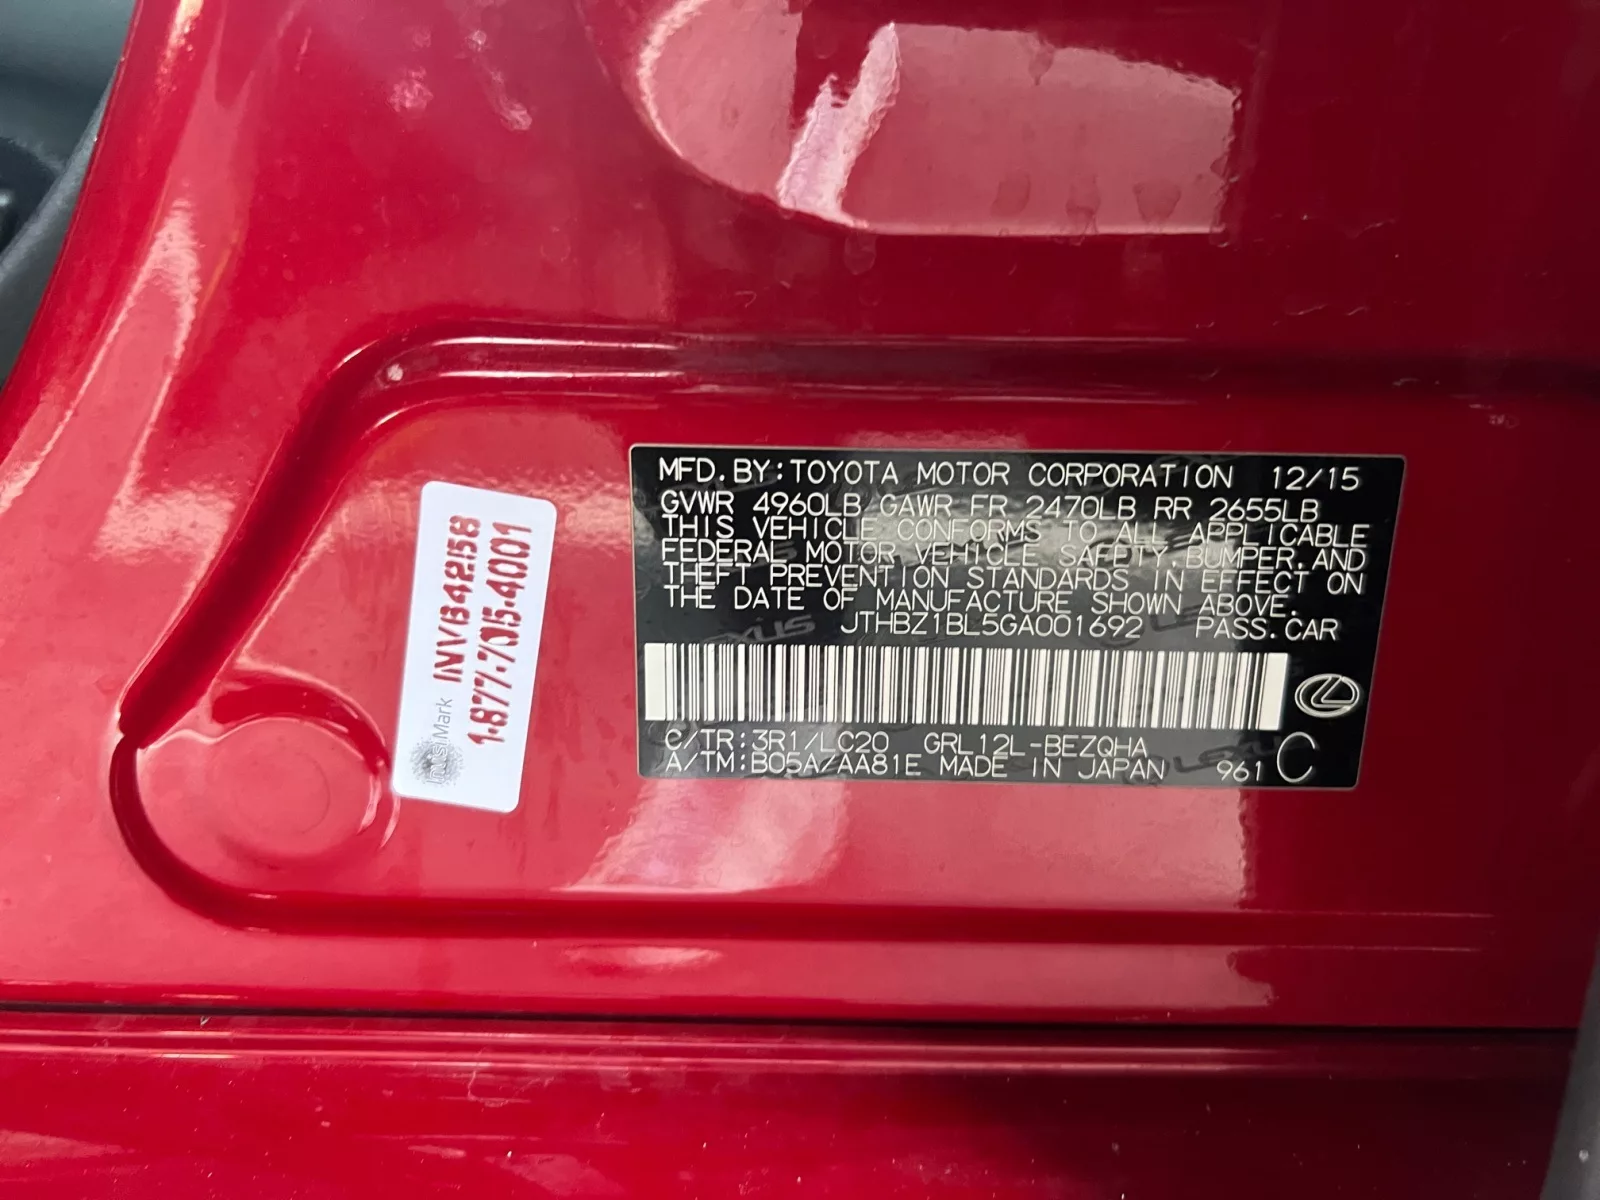 MFD. BY: TOYOTA MOTOR CORPORATION 12/15
GVWR 4960LB GAWR FR 2470LB RR 2655LB
THIS VEHICLE CONFORMS TO ALL APPLICABLE
FEDERAL MOTOR VEHICLE SAFETY, BUMPER, AND
THEFT PREVENTION STANDARDS IN EFFECT ON
THE DATE OF MANUFACTURE SHOWN ABOVE.
JTHBZ1BL5GA001692 PASS. CAR
C/TR: 3R1/LC20 GRL12L-BEZQHA
A/TM: B05A/AA81E MADE IN JAPAN 961 C
INVB42158
1-877-705-4001
LEXUS